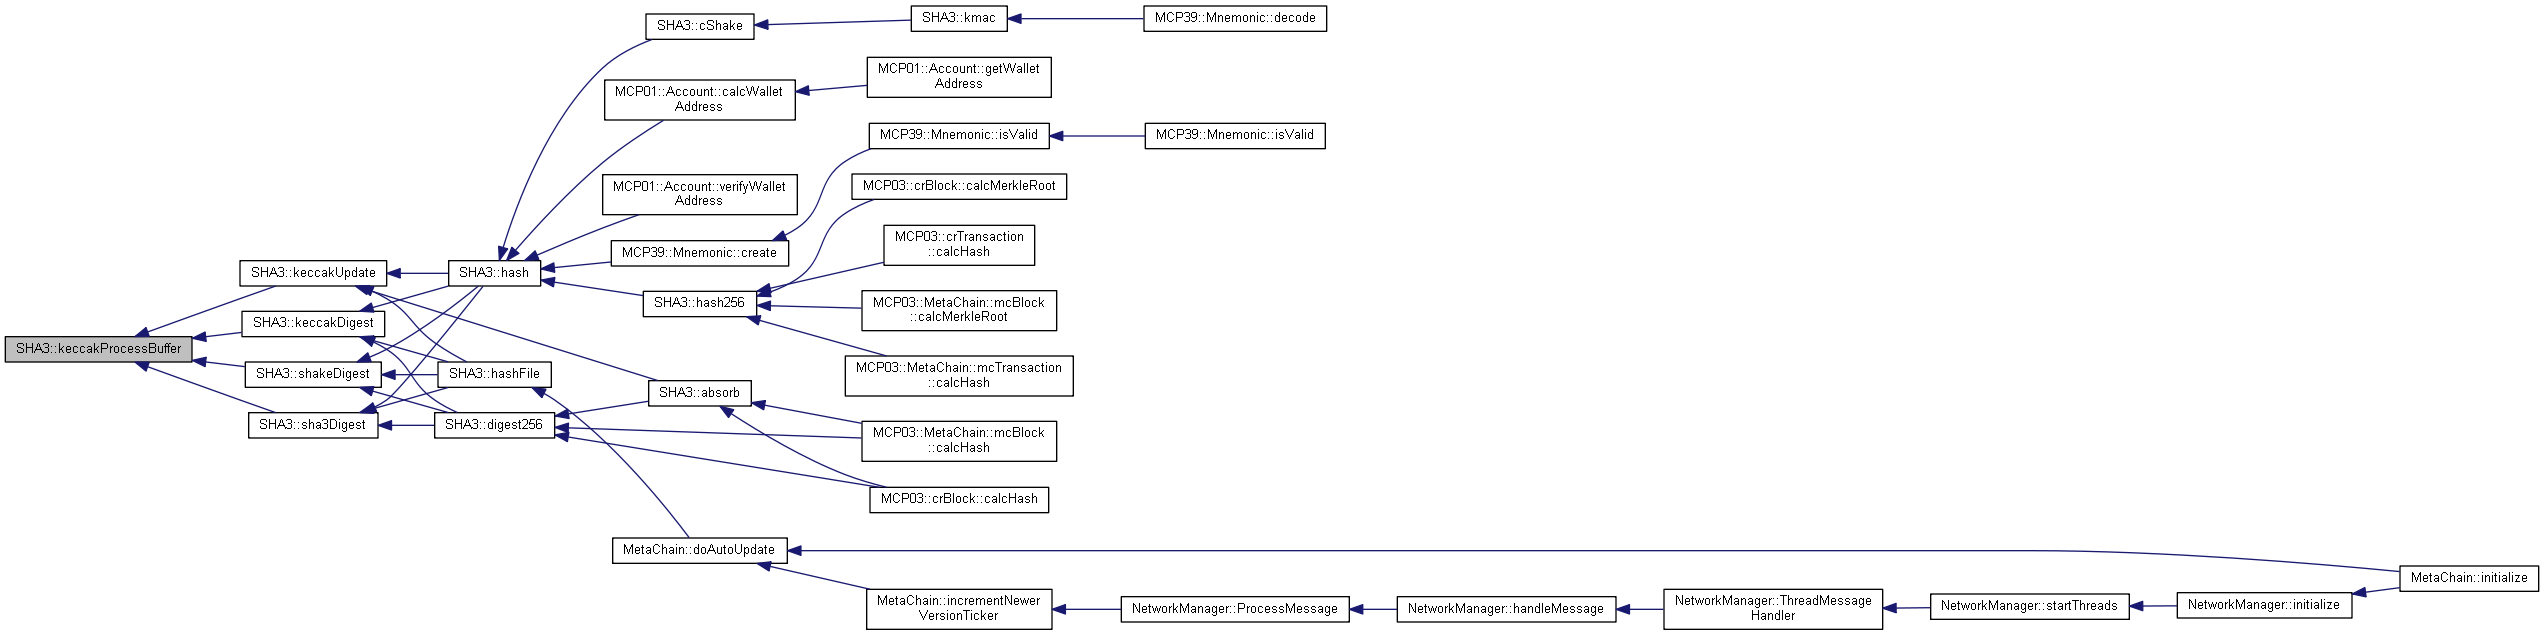 SHA3::cShake
SHA3::kmac
MCP39::Mnemonic::decode
MCP01::Account::calcWallet
Address
MCP01::Account::getWallet
Address
MCP39::Mnemonic::isValid
MCP39::Mnemonic::isValid
MCP01::Account::verifyWallet
Address
MCP03::crBlock::calcMerkleRoot
MCP39::Mnemonic::create
MCP03::crTransaction
::calcHash
SHA3::keccakUpdate
SHA3::hash
SHA3::hash256
MCP03::MetaChain::mcBlock
::calcMerkleRoot
SHA3::keccakDigest
SHA3::keccakProcessBuffer
SHA3::shakeDigest
SHA3::hashFile
MCP03::MetaChain::mcTransaction
::calcHash
SHA3::absorb
SHA3::sha3Digest
SHA3::digest256
MCP03::MetaChain::mcBlock
::calcHash
MCP03::crBlock::calcHash
MetaChain::doAutoUpdate
MetaChain::initialize
MetaChain::incrementNewer
VersionTicker
NetworkManager::ProcessMessage
NetworkManager::handleMessage
NetworkManager::ThreadMessage
Handler
NetworkManager::startThreads
NetworkManager::initialize